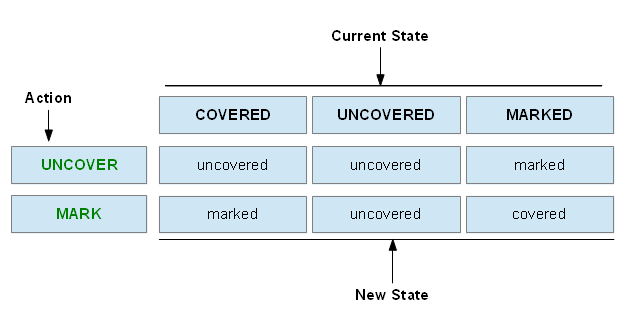 Current State
Action
COVERED UNCOVERED MARKED
UNCOVER uncovered uncovered marked
MARK marked uncovered covered
New State